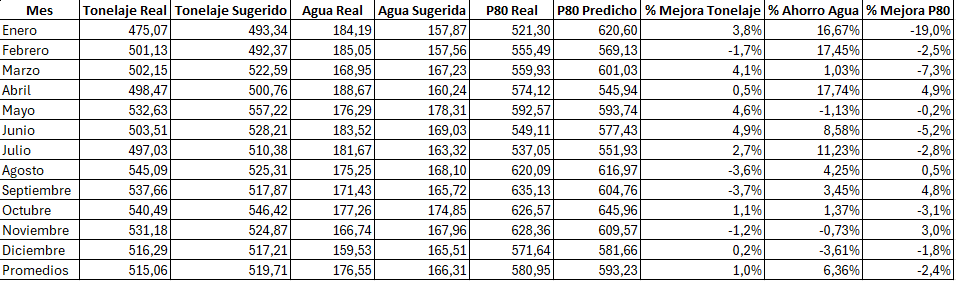 Mes Tonelaje Real Tonelaje Sugerido Agua Real Agua Sugerida P80 Real P80 Predicho % Mejora Tonelaje % Ahorro Agua % Mejora P80
Enero 475,07 493,34 184,19 157,87 521,30 620,60 3,8% 16,67% -19,0%
Febrero 501,13 492,37 185,05 157,56 555,49 569,13 -1,7% 17,45% -2,5%
Marzo 502,15 522,59 168,95 167,23 559,93 601,03 4,1% 1,03% -7,3%
Abril 498,47 500,76 188,67 160,24 574,12 545,94 0,5% 17,74% 4,9%
Mayo 532,63 557,22 176,29 178,31 592,57 593,74 4,6% -1,13% -0,2%
Junio 503,51 528,21 183,52 169,03 549,11 577,43 4,9% 8,58% -5,2%
Julio 497,03 510,38 181,67 163,32 537,05 551,93 2,7% 11,23% -2,8%
Agosto 545,09 525,31 175,25 168,10 620,09 616,97 -3,6% 4,25% 0,5%
Septiembre 537,66 517,87 171,43 165,72 635,13 604,76 -3,7% 3,45% 4,8%
Octubre 540,49 546,42 177,26 174,85 626,57 645,96 1,1% 1,37% -3,1%
Noviembre 531,18 524,87 166,74 167,96 628,36 609,57 -1,2% -0,73% 3,0%
Diciembre 516,29 517,21 159,53 165,51 571,64 581,66 0,2% -3,61% -1,8%
Promedios 515,06 519,71 176,55 166,31 580,95 593,23 1,0% 6,36% -2,4%